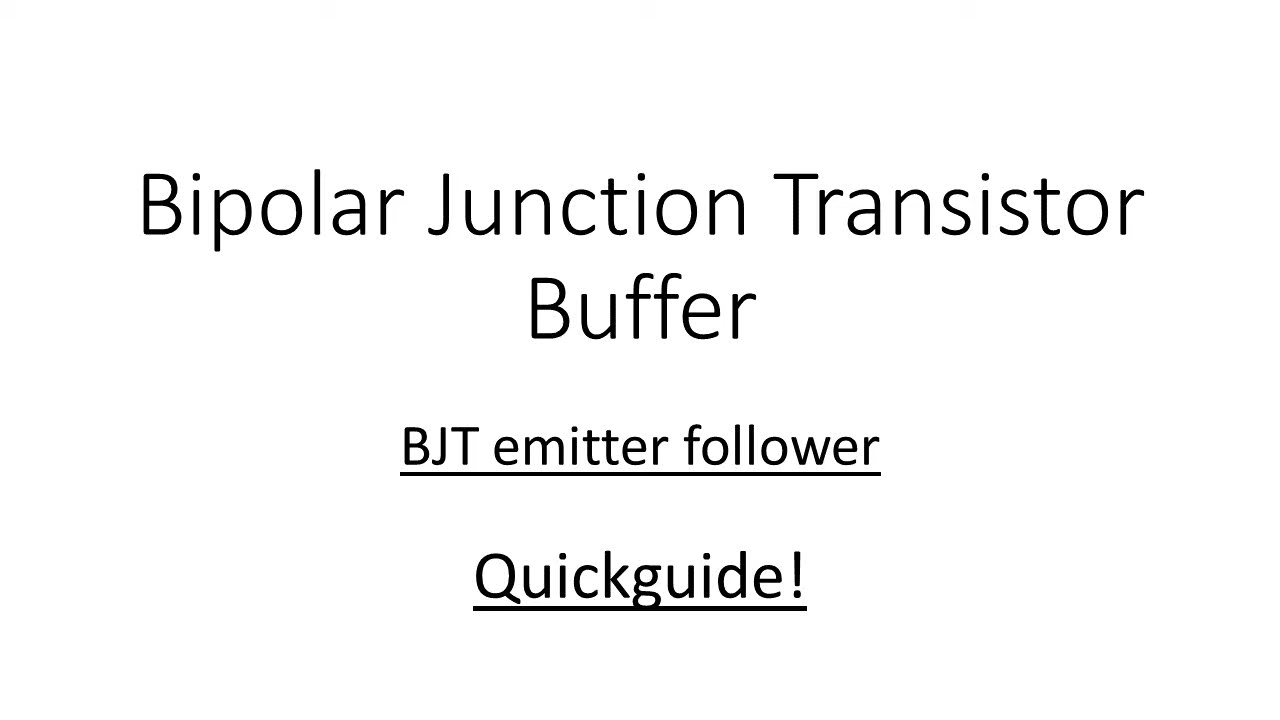 Bipolar Junction Transistor
Buffer
BJT emitter follower
Quickguide!